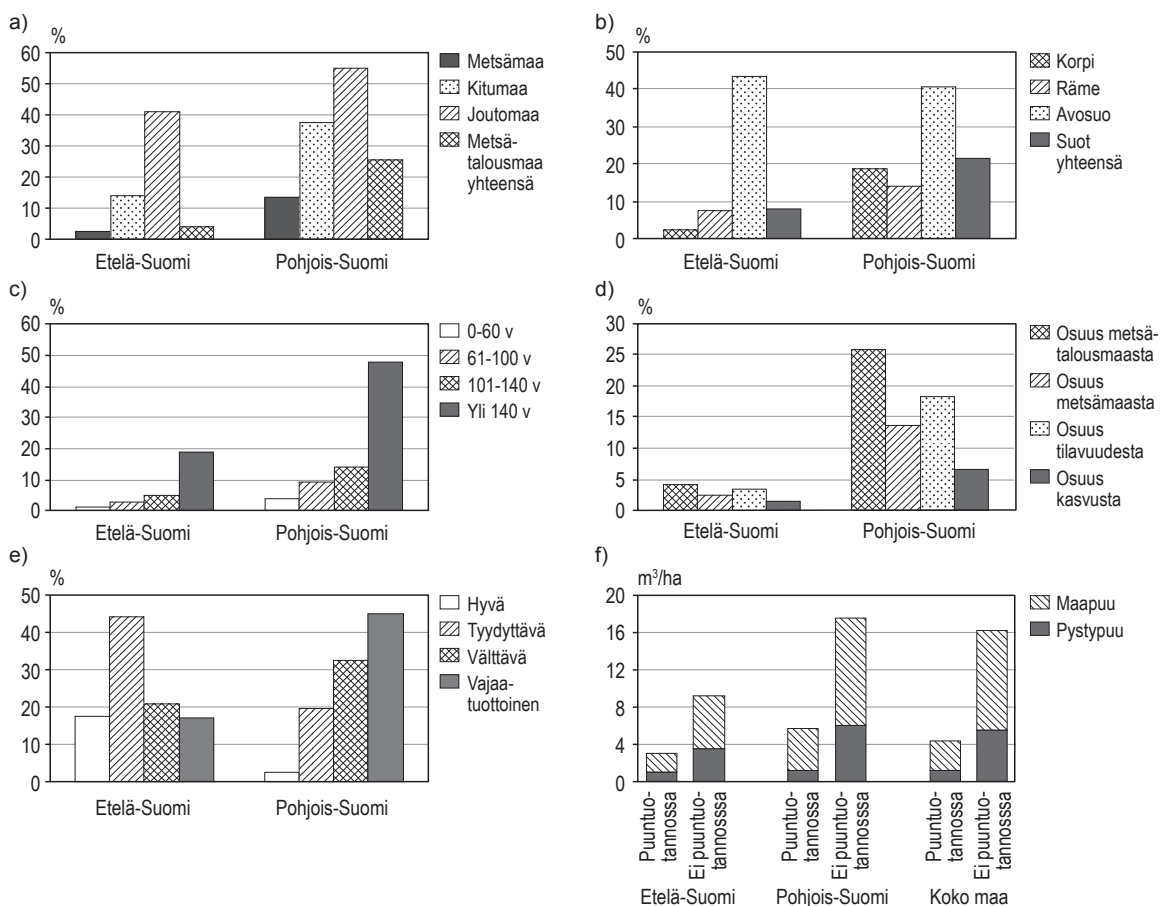 a)
%
60
50
40
30
20
10
0
Etelä-Suomi
Pohjois-Suomi
Metsämaa
Kitumaa
Joutomaa
Metsä-
talousmaa
yhteensä
b)
%
50
40
30
20
10
0
Etelä-Suomi
Pohjois-Suomi
Korpi
Räme
Avosuo
Suot
yhteensä
c)
%
60
50
40
30
20
10
0
Etelä-Suomi
Pohjois-Suomi
0-60 v
61-100 v
101-140 v
Yli 140 v
d)
%
30
25
20
15
10
5
0
Etelä-Suomi
Pohjois-Suomi
Osuus metsä-
talousmaasta
Osuus
metsämaasta
Osuus
tilavuudesta
Osuus
kasvusta
e)
%
50
40
30
20
10
0
Etelä-Suomi
Pohjois-Suomi
Hyvä
Tyydyttävä
Välttävä
Vajaa-
tuottoinen
f)
m³/ha
20
16
12
8
4
0
Puuntuo-
tannossa
Ei puuntuo-
tannosssa
Puuntuo-
tannossa
Ei puuntuo-
tannosssa
Puuntuo-
tannossa
Ei puuntuo-
tannosssa
Etelä-Suomi
Pohjois-Suomi
Koko maa
Maapuu
Pystypuu